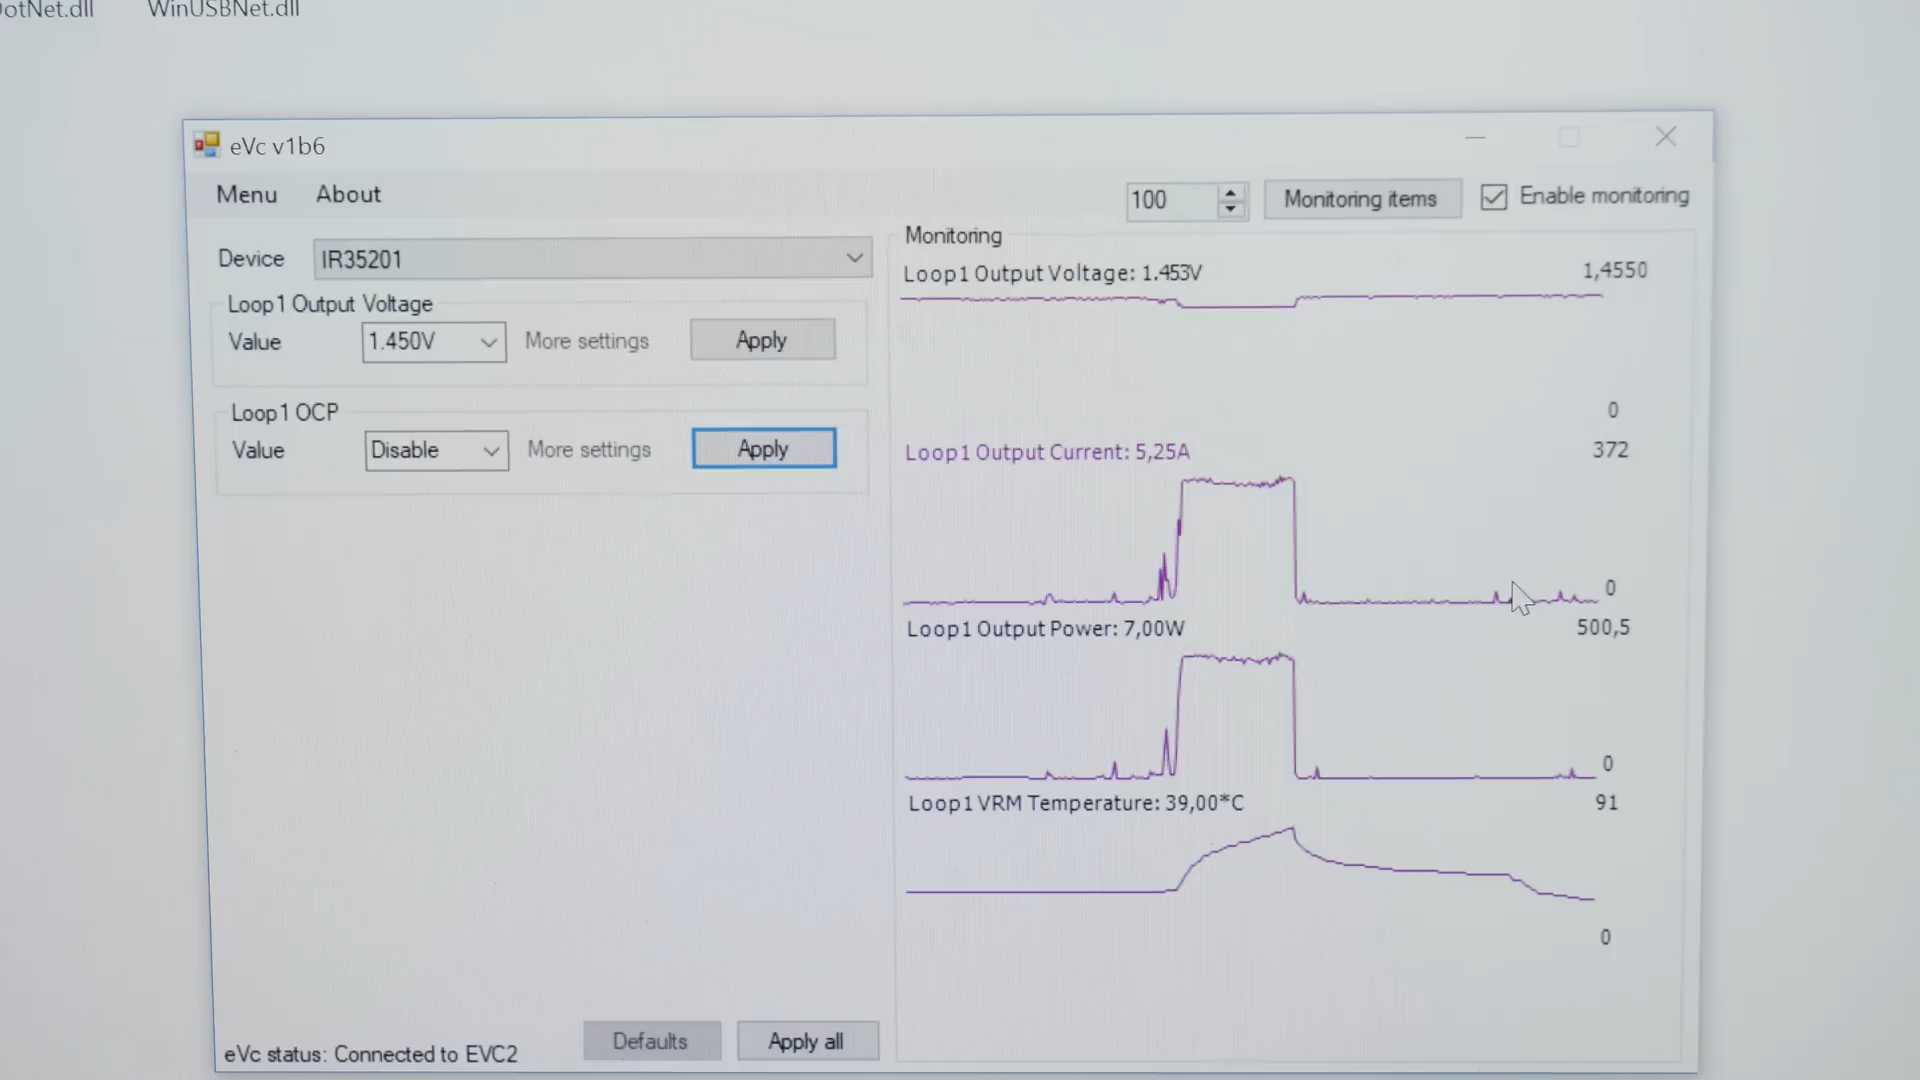 WinUSBNet.dll
eVc v1b6
Menu About
100 Monitoring items Enable monitoring
Device IR35201
Loop1 Output Voltage
Value 1.450V More settings Apply
Loop1 OCP
Value Disable More settings Apply
Monitoring
Loop1 Output Voltage: 1.453V 1,4550
0
Loop1 Output Current: 5,25A 372
0
Loop1 Output Power: 7,00W 500,5
0
Loop1 VRM Temperature: 39,00*C 91
0
eVc status: Connected to EVC2 Defaults Apply all